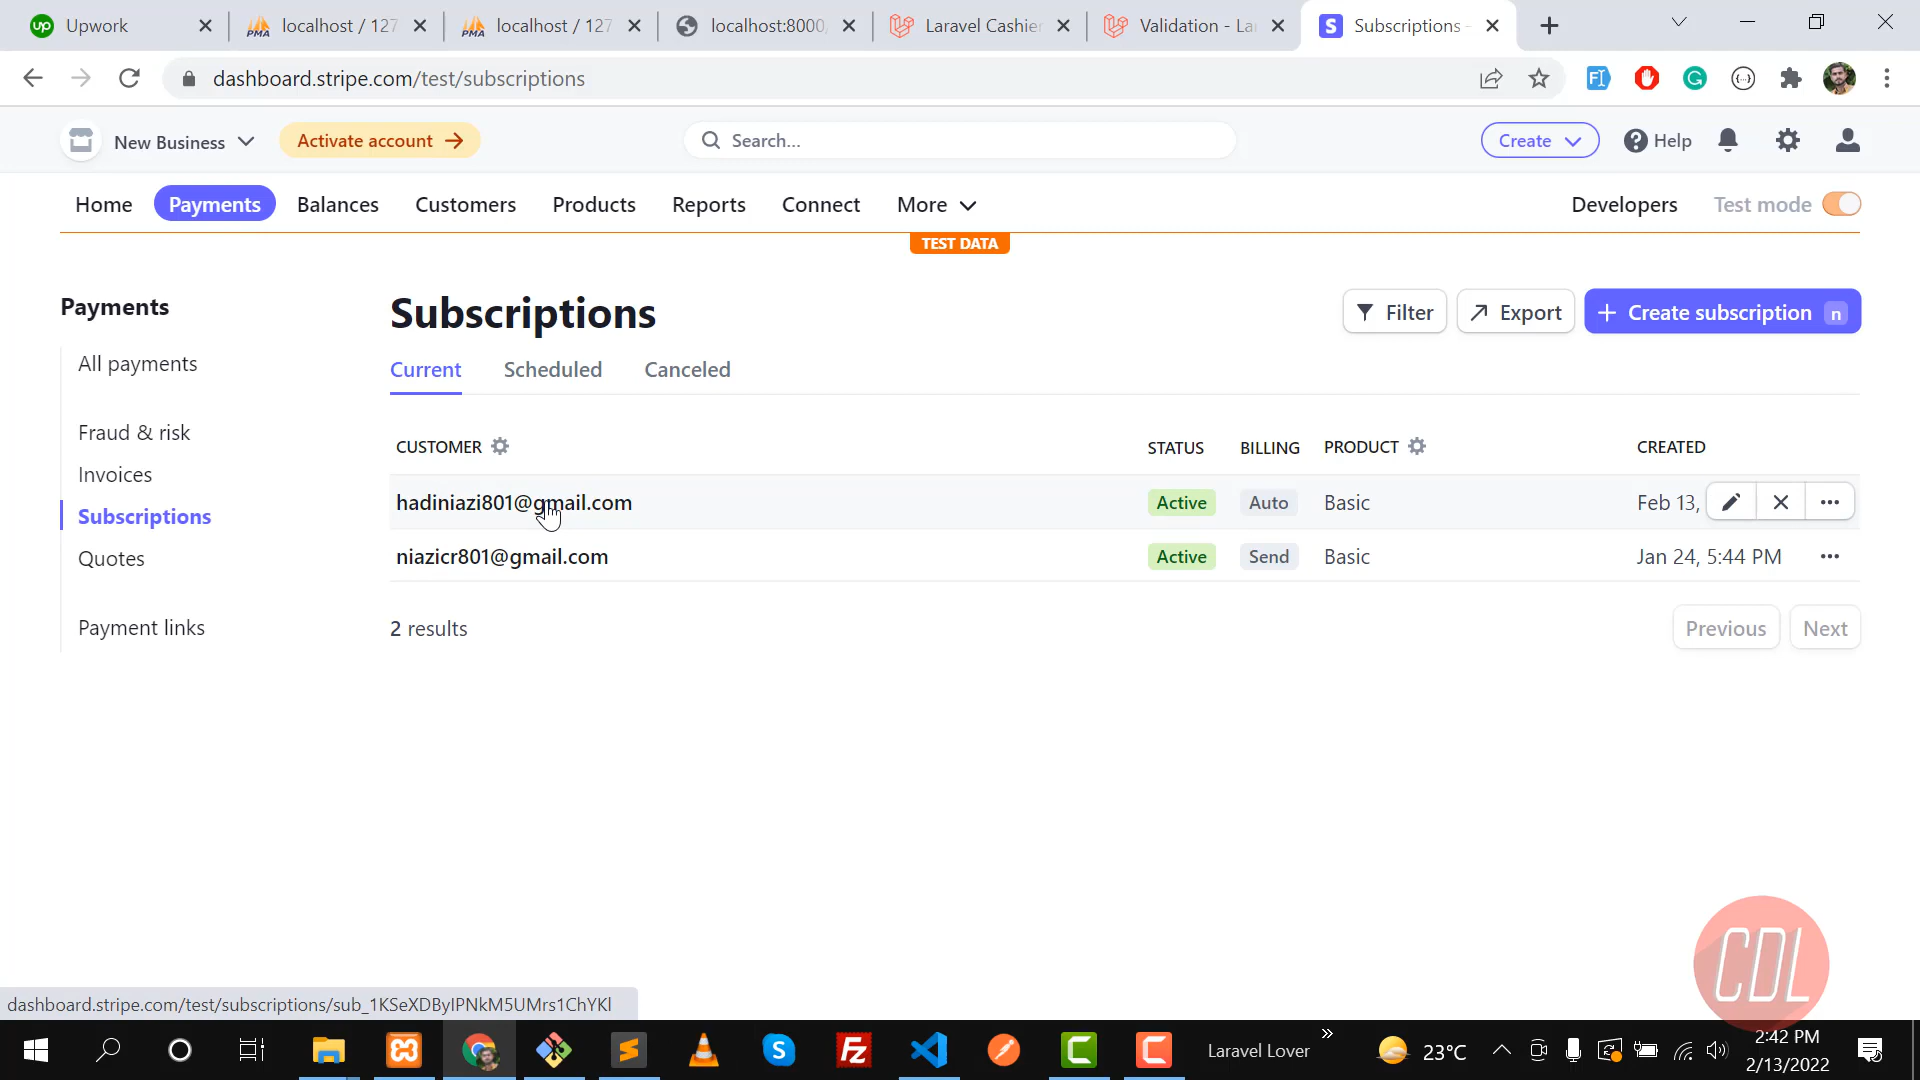 Upwork
localhost / 127
localhost / 127
localhost:8000/
Laravel Cashier
Validation - La
Subscriptions -
dashboard.stripe.com/test/subscriptions
New Business
Activate account
Search...
Create
Help
Home
Payments
Balances
Customers
Products
Reports
Connect
More
Developers
Test mode
TEST DATA
Payments
All payments
Fraud & risk
Invoices
Subscriptions
Quotes
Payment links
Subscriptions
Filter
Export
Create subscription n
Current
Scheduled
Canceled
CUSTOMER STATUS BILLING PRODUCT CREATED
hadiniazi801@gmail.com Active Auto Basic Feb 13,
niazicr801@gmail.com Active Send Basic Jan 24, 5:44 PM
2 results
Previous
Next
CDL
dashboard.stripe.com/test/subscriptions/sub_1KSeXDByIPNkM5UMrs1ChYKl
Laravel Lover
23°C
2:42 PM
2/13/2022